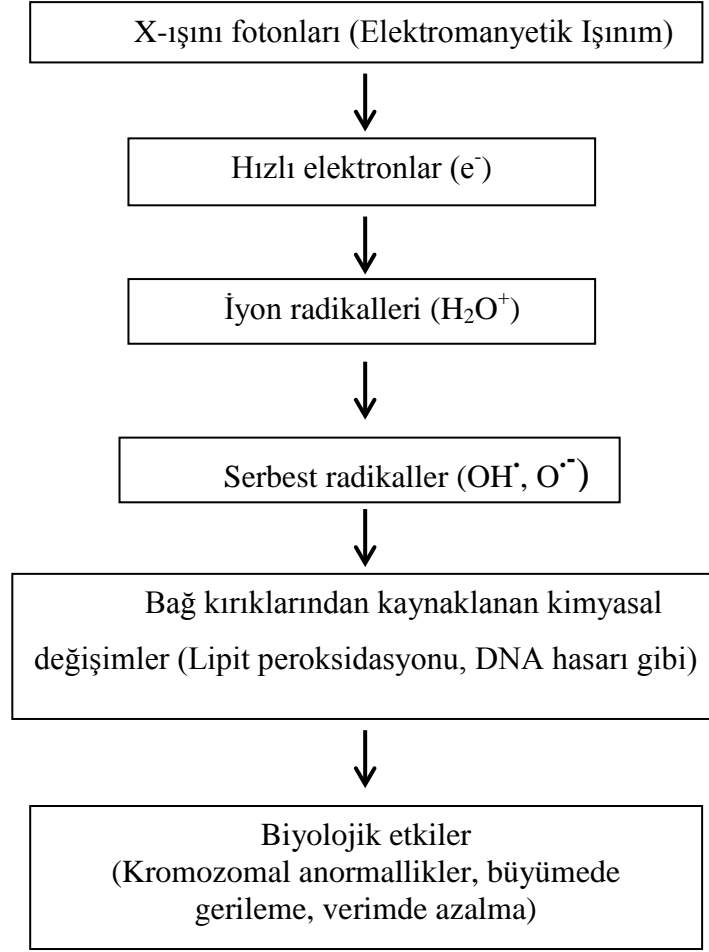 X-ışını fotonları (Elektromanyetik Işınım)
Hızlı elektronlar (e⁻)
İyon radikalleri (H₂O⁺)
Serbest radikaller (OH˙, O˙⁻)
Bağ kırıklarından kaynaklanan kimyasal
değişimler (Lipit peroksidasyonu, DNA hasarı gibi)
Biyolojik etkiler
(Kromozomal anormallikler, büyümede
gerileme, verimde azalma)